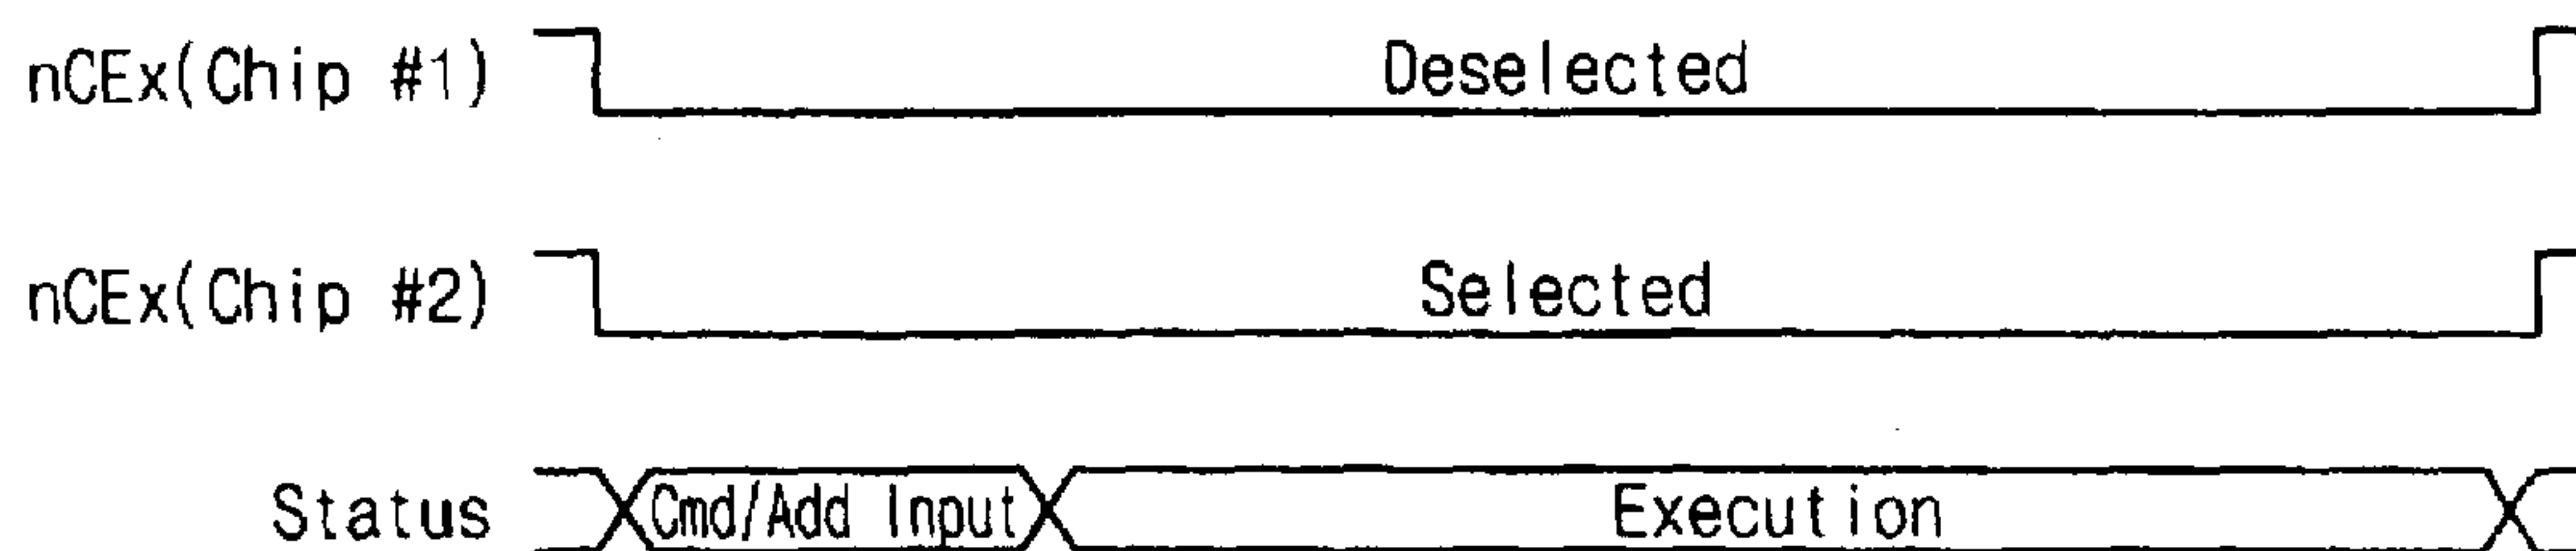 nCEx(Chip #1) Deselected
nCEx(Chip #2) Selected
Status Cmd/Add Input Execution